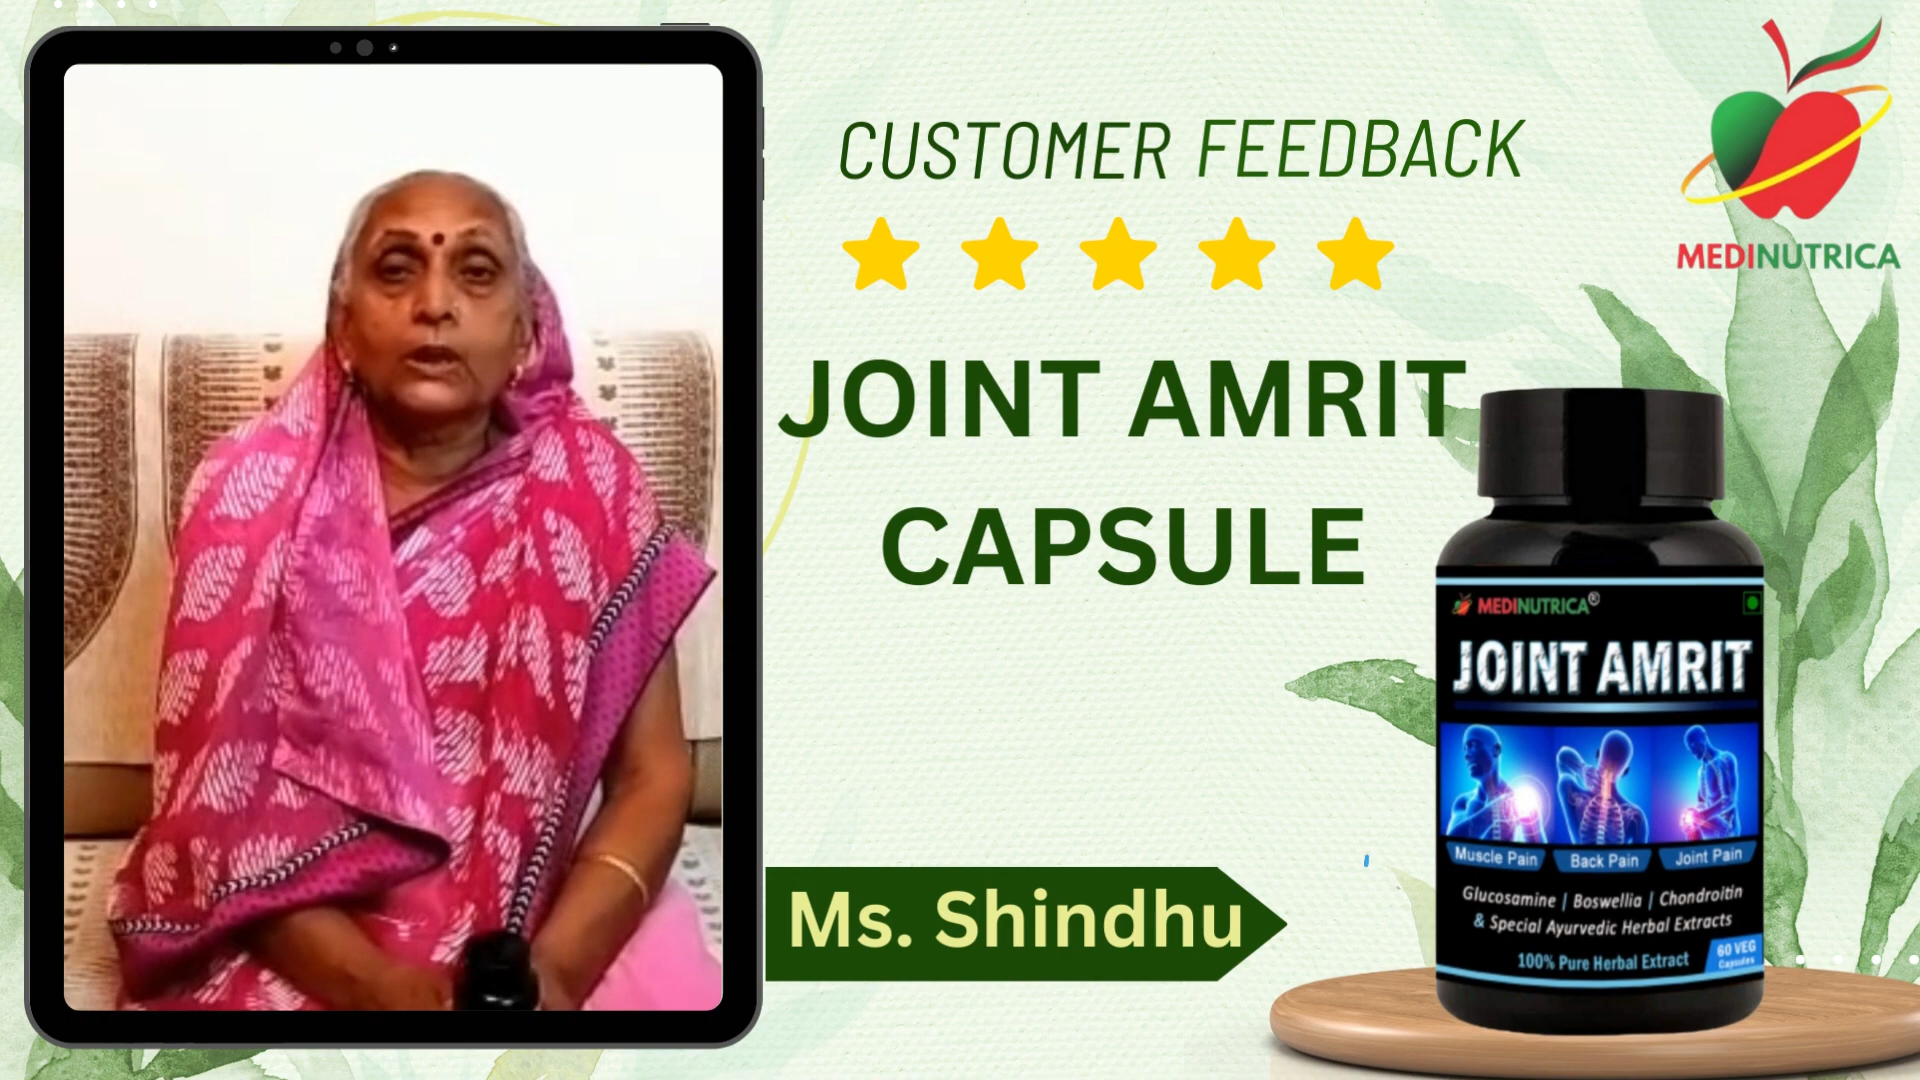 CUSTOMER FEEDBACK
MEDINUTRICA
JOINT AMRIT
CAPSULE
Ms. Shindhu
MEDINUTRICA®
JOINT AMRIT
Muscle Pain
Back Pain
Joint Pain
Glucosamine | Boswellia | Chondroitin
& Special Ayurvedic Herbal Extracts
100% Pure Herbal Extract
60 VEG
Capsules